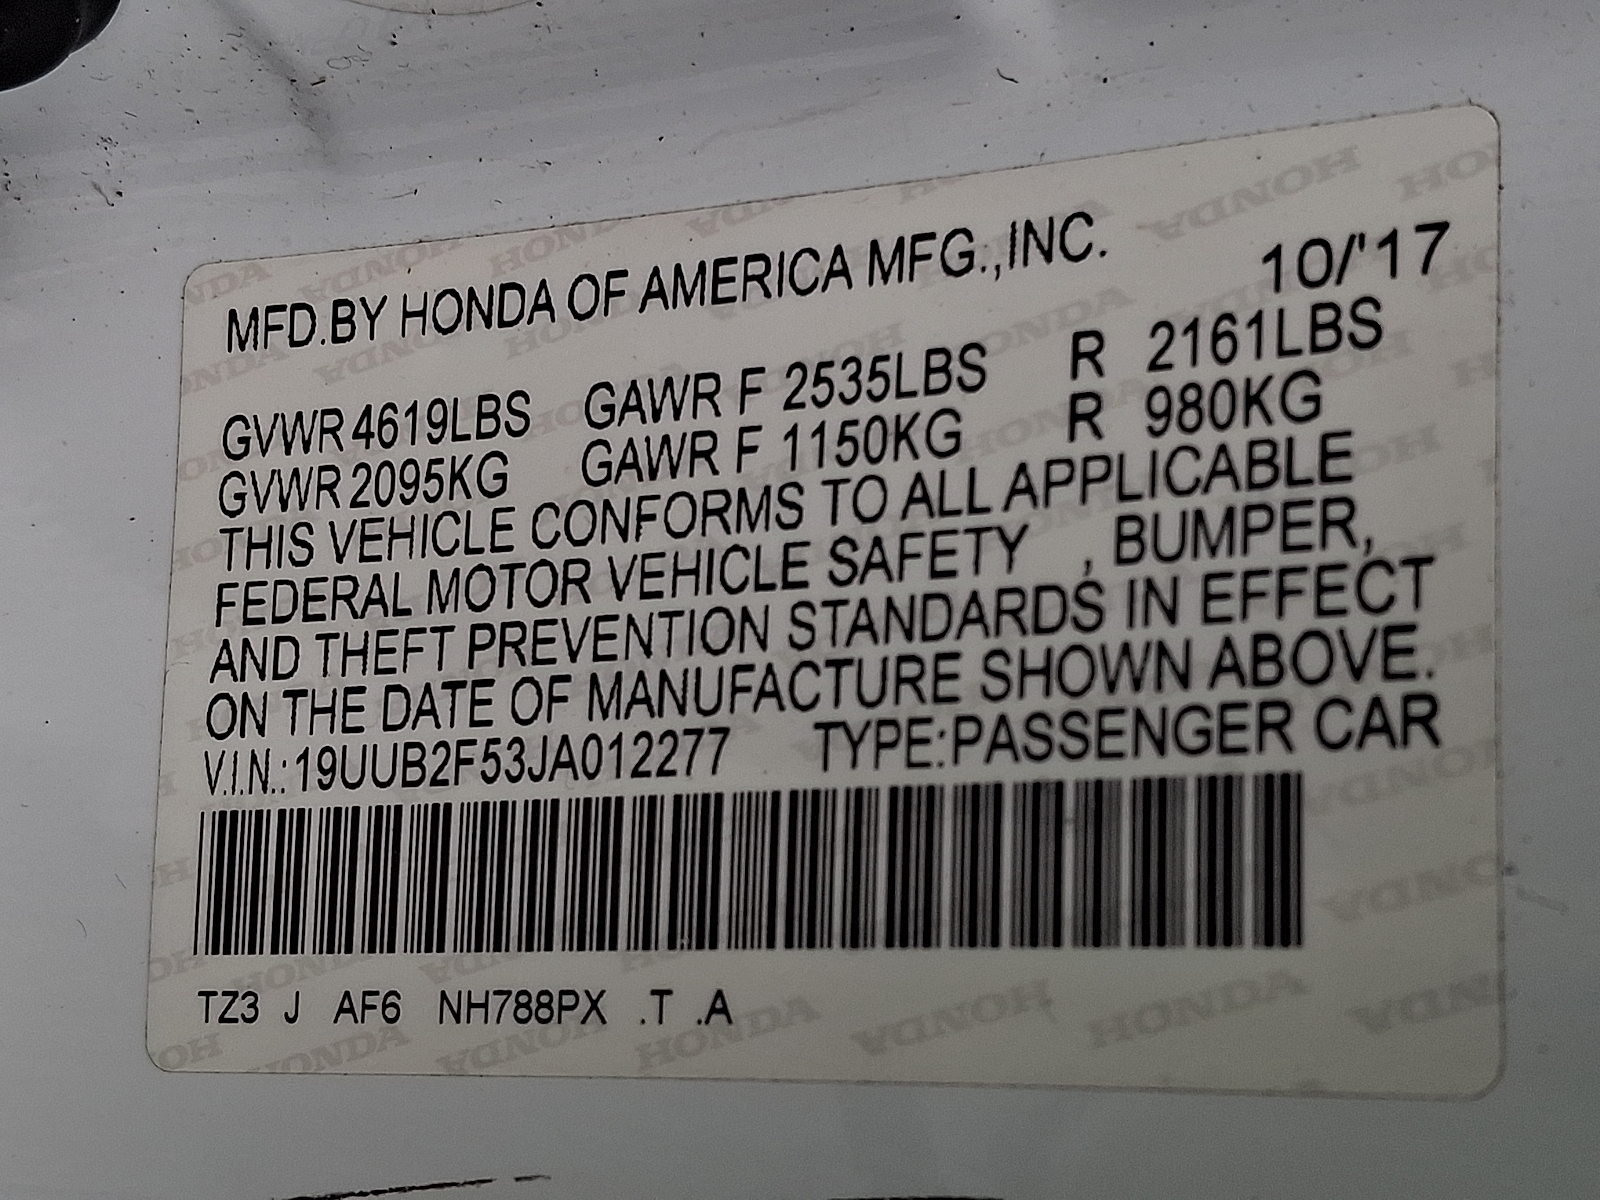 MFD.BY HONDA OF AMERICA MFG.,INC. 10/'17
GVWR 4619LBS GAWR F 2535LBS R 2161LBS
GVWR 2095KG GAWR F 1150KG R 980KG
THIS VEHICLE CONFORMS TO ALL APPLICABLE
FEDERAL MOTOR VEHICLE SAFETY , BUMPER,
AND THEFT PREVENTION STANDARDS IN EFFECT
ON THE DATE OF MANUFACTURE SHOWN ABOVE.
V.I.N.:19UUB2F53JA012277 TYPE:PASSENGER CAR
TZ3 J AF6 NH788PX .T .A